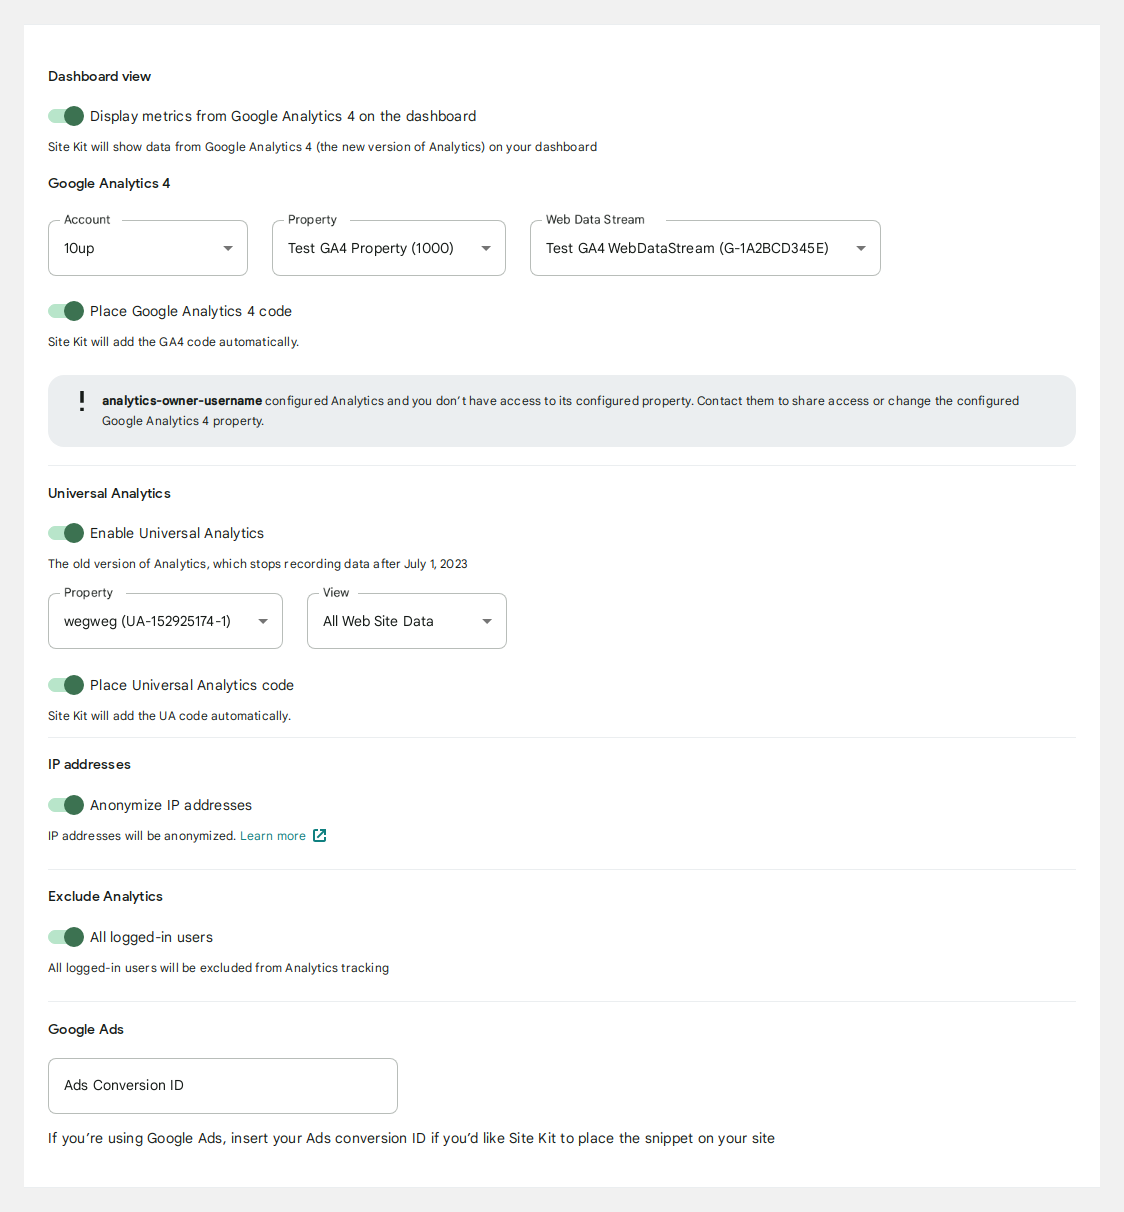 Dashboard view
Display metrics from Google Analytics 4 on the dashboard
Site Kit will show data from Google Analytics 4 (the new version of Analytics) on your dashboard
Google Analytics 4
Account
Property
Web Data Stream
10up
Test GA4 Property (1000)
Test GA4 WebDataStream (G-1A2BCD345E)
Place Google Analytics 4 code
Site Kit will add the GA4 code automatically.
analytics-owner-username configured Analytics and you don’t have access to its configured property. Contact them to share access or change the configured
Google Analytics 4 property.
Universal Analytics
Enable Universal Analytics
The old version of Analytics, which stops recording data after July 1, 2023
Property
View
wegweg (UA-152925174-1)
All Web Site Data
Place Universal Analytics code
Site Kit will add the UA code automatically.
IP addresses
Anonymize IP addresses
IP addresses will be anonymized. Learn more
Exclude Analytics
All logged-in users
All logged-in users will be excluded from Analytics tracking
Google Ads
Ads Conversion ID
If you’re using Google Ads, insert your Ads conversion ID if you’d like Site Kit to place the snippet on your site